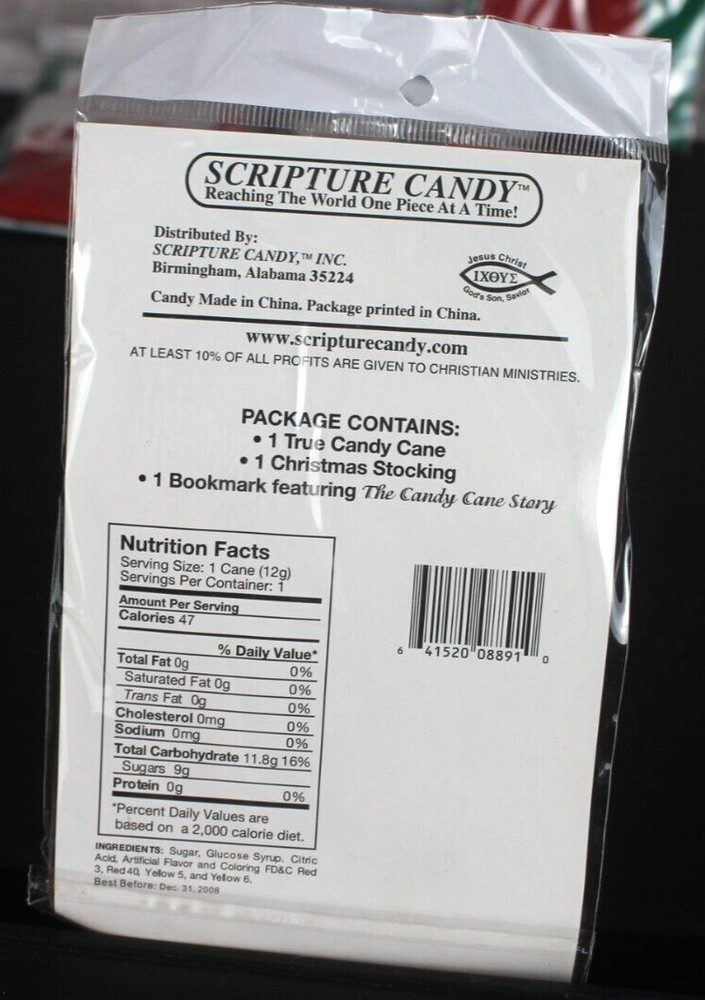 SCRIPTURE CANDY™
Reaching The World One Piece At A Time!
Distributed By:
SCRIPTURE CANDY,™ INC.
Birmingham, Alabama 35224
Jesus Christ
ΙΧΘΥΣ
God's Son, Savior
Candy Made in China. Package printed in China.
www.scripturecandy.com
AT LEAST 10% OF ALL PROFITS ARE GIVEN TO CHRISTIAN MINISTRIES.
PACKAGE CONTAINS:
• 1 True Candy Cane
• 1 Christmas Stocking
• 1 Bookmark featuring The Candy Cane Story
Nutrition Facts
Serving Size: 1 Cane (12g)
Servings Per Container: 1
Amount Per Serving
Calories 47
% Daily Value*
Total Fat 0g 0%
Saturated Fat 0g 0%
Trans Fat 0g 0%
Cholesterol 0mg 0%
Sodium 0mg 0%
Total Carbohydrate 11.8g 16%
Sugars 9g
Protein 0g 0%
*Percent Daily Values are
based on a 2,000 calorie diet.
INGREDIENTS: Sugar, Glucose Syrup, Citric
Acid, Artificial Flavor and Coloring FD&C Red
3, Red 40, Yellow 5, and Yellow 6.
Best Before: Dec. 31, 2008
6 41520 08891 0